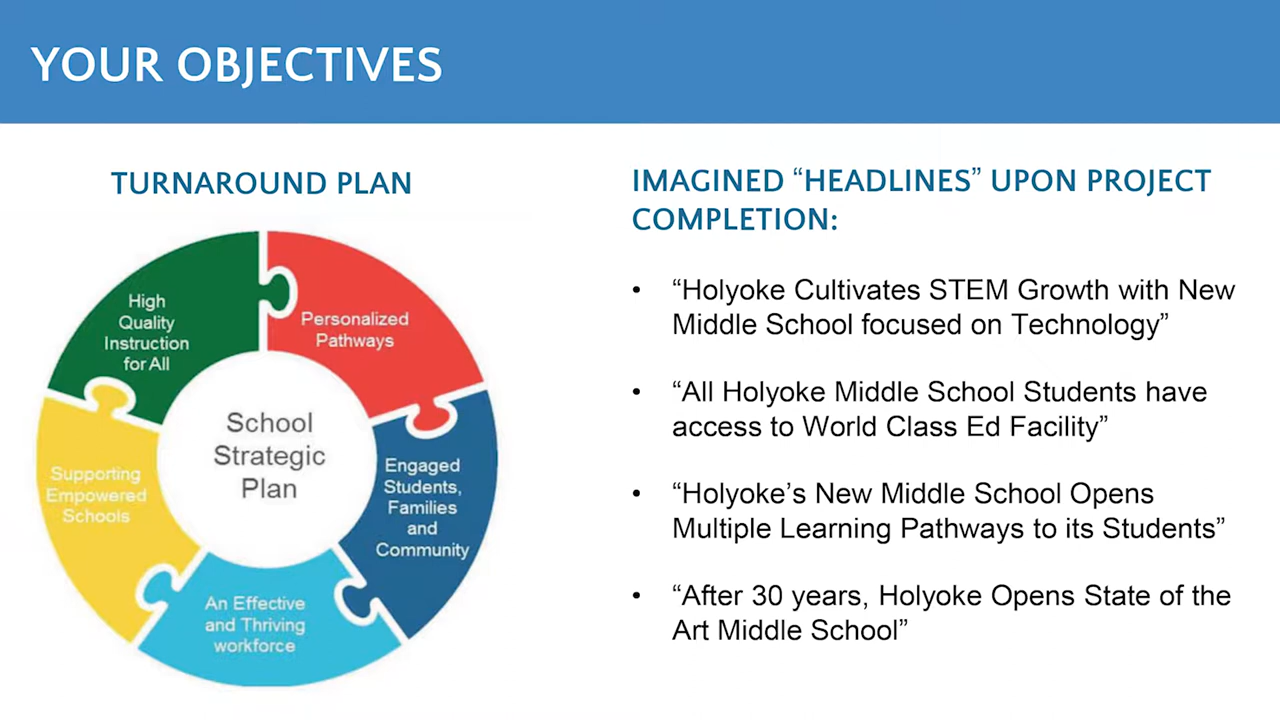 YOUR OBJECTIVES
TURNAROUND PLAN
High
Quality
Instruction
for All
Personalized
Pathways
School
Strategic
Plan
Supporting
Empowered
Schools
Engaged
Students,
Families
and
Community
An Effective
and Thriving
workforce
IMAGINED “HEADLINES” UPON PROJECT
COMPLETION:
• “Holyoke Cultivates STEM Growth with New
Middle School focused on Technology”
• “All Holyoke Middle School Students have
access to World Class Ed Facility”
• “Holyoke’s New Middle School Opens
Multiple Learning Pathways to its Students”
• “After 30 years, Holyoke Opens State of the
Art Middle School”